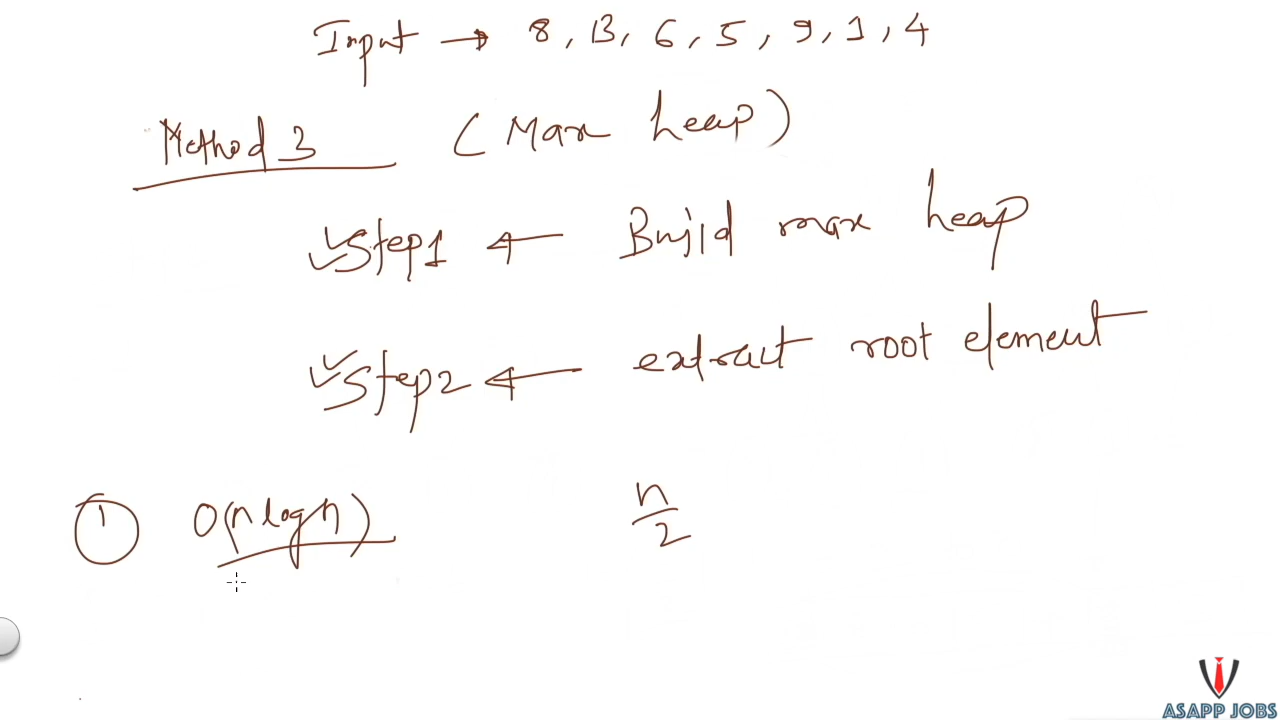 Input → 8, 13, 6, 5, 9, 1, 4
Method 3 (Max heap)
✓Step1 ← Build max heap
✓Step2 ← extract root element
① O(n log n) n/2
ASAPP JOBS